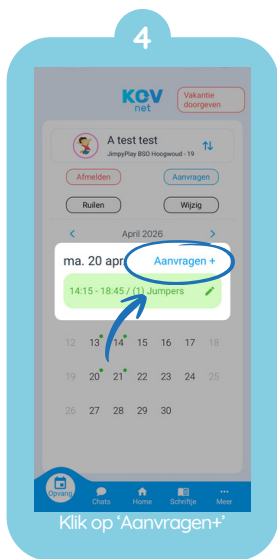 4
KOV
net
Vakantie
doorgeven
A test test
JimpyPlay BSO Hoogwoud - 19
Afmelden Aanvragen
Ruilen Wijzig
< April 2026 >
ma. 20 apr Aanvragen +
14:15 - 18:45 / (1) Jumpers
12 13 14 15 16 17 18
19 20 21 22 23 24 25
26 27 28 29 30
Opvang Chats Home Schriftje Meer
Klik op ‘Aanvragen+’